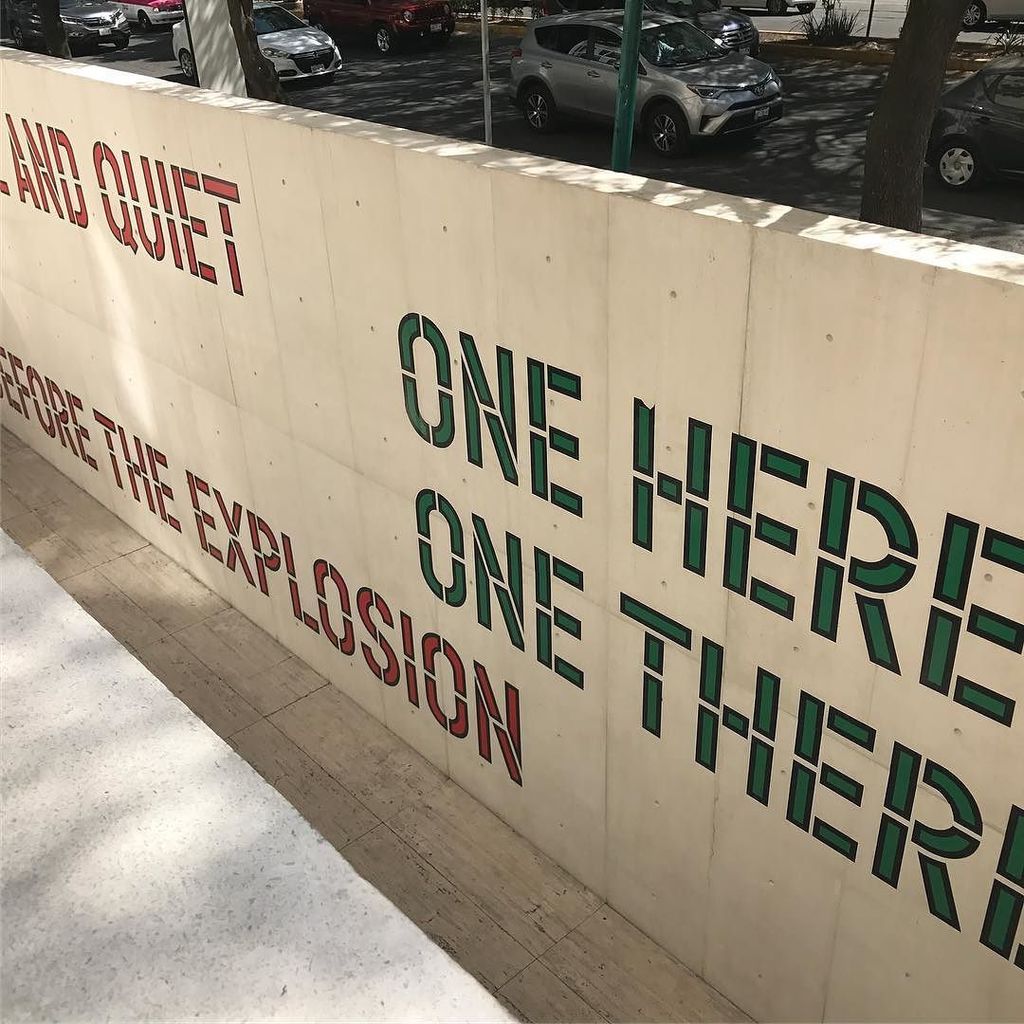 AND QUIET
BEFORE THE EXPLOSION
ONE HERE
ONE THERE